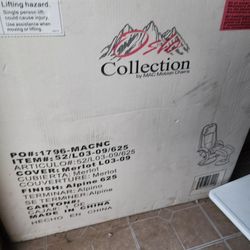 Lifting hazard.
Single person lift
could cause injury.
Use assistance when
moving or lifting.
Collection
by MAC Motion Chairs
PO#:1796-MACNC
ITEM#:52/L03-09/625
ARTICULO:52/L03-09/625
COVER: Merlot L03-09
CUBIERTA: Merlot
COUVERTURE: Merlot
FINISH: Alpine 625
TERMINAR: Alpino
SE TERMINER: Alpine
MADE IN CHINA
HECHO EN CHINA